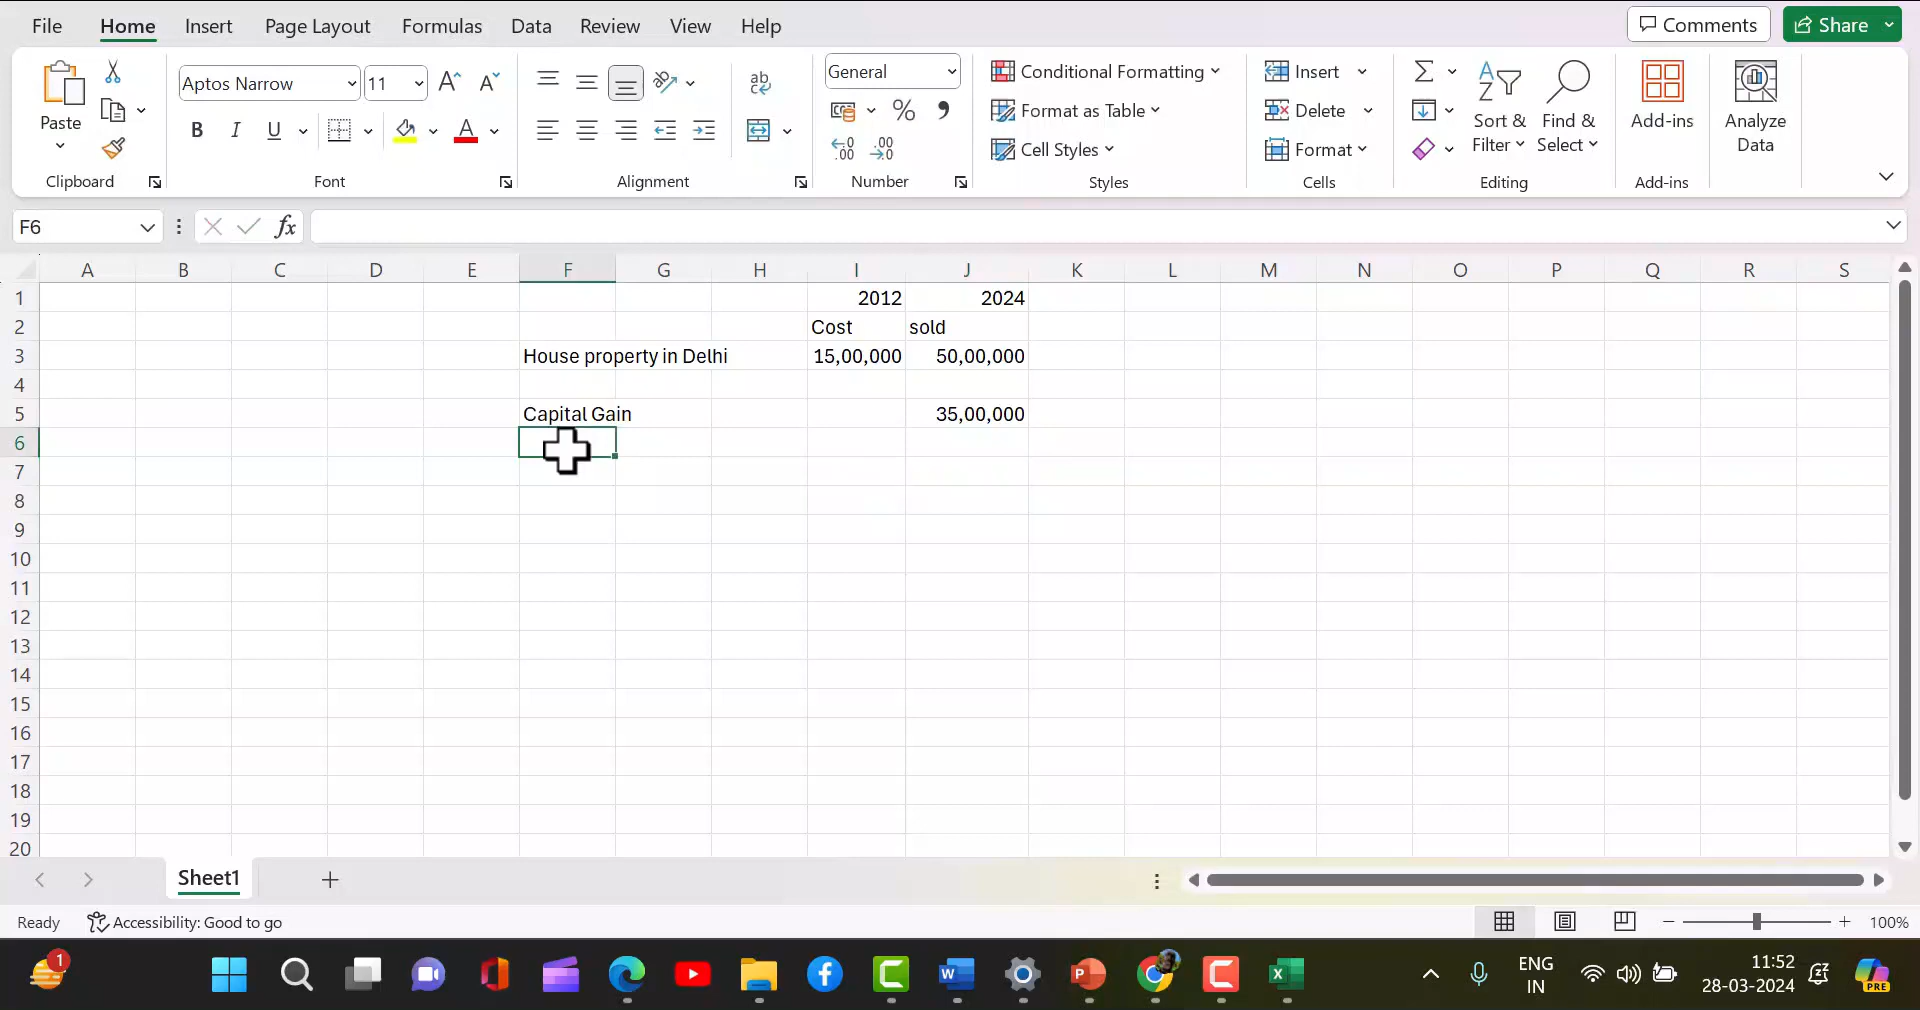 File Home Insert Page Layout Formulas Data Review View Help Comments Share
Aptos Narrow 11 General Conditional Formatting Insert
Paste Format as Table Delete Sort & Filter Find & Select Add-ins Analyze Data
B I U A % Cell Styles Format
Clipboard Font Alignment Number Styles Cells Editing Add-ins
F6 fx
A B C D E F G H I J K L M N O P Q R S
1 2012 2024
2 Cost sold
3 House property in Delhi 15,00,000 50,00,000
4
5 Capital Gain 35,00,000
6
7
8
9
10
11
12
13
14
15
16
17
18
19
20
Sheet1
Ready Accessibility: Good to go 100%
1 ENG 11:52
IN 28-03-2024 PRE